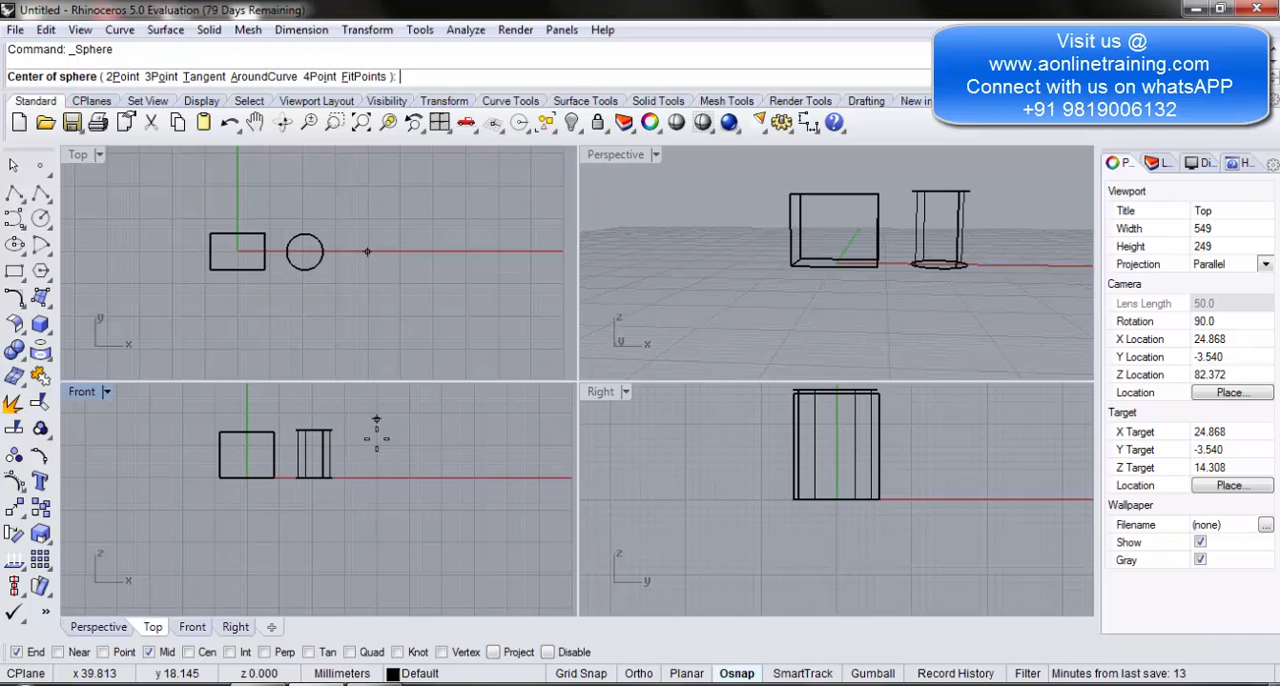 Untitled - Rhinoceros 5.0 Evaluation (79 Days Remaining)
File Edit View Curve Surface Solid Mesh Dimension Transform Tools Analyze Render Panels Help
Command: _Sphere
Center of sphere ( 2Point 3Point Tangent AroundCurve 4Point FitPoints ):
Visit us @
www.aonlinetraining.com
Connect with us on whatsAPP
+91 9819006132
Standard CPlanes Set View Display Select Viewport Layout Visibility Transform Curve Tools Surface Tools Solid Tools Mesh Tools Render Tools Drafting New in
Top
Perspective
P... L... Di... H...
Viewport
Title Top
Width 549
Height 249
Projection Parallel
Camera
Lens Length 50.0
Rotation 90.0
X Location 24.868
Y Location -3.540
Z Location 82.372
Location Place...
Target
X Target 24.868
Y Target -3.540
Z Target 14.308
Location Place...
Wallpaper
Filename (none) ...
Show
Gray
y x
z y x
Front
Right
z x
z y
Perspective Top Front Right
End Near Point Mid Cen Int Perp Tan Quad Knot Vertex Project Disable
CPlane x 39.813 y 18.145 z 0.000 Millimeters Default Grid Snap Ortho Planar Osnap SmartTrack Gumball Record History Filter Minutes from last save: 13